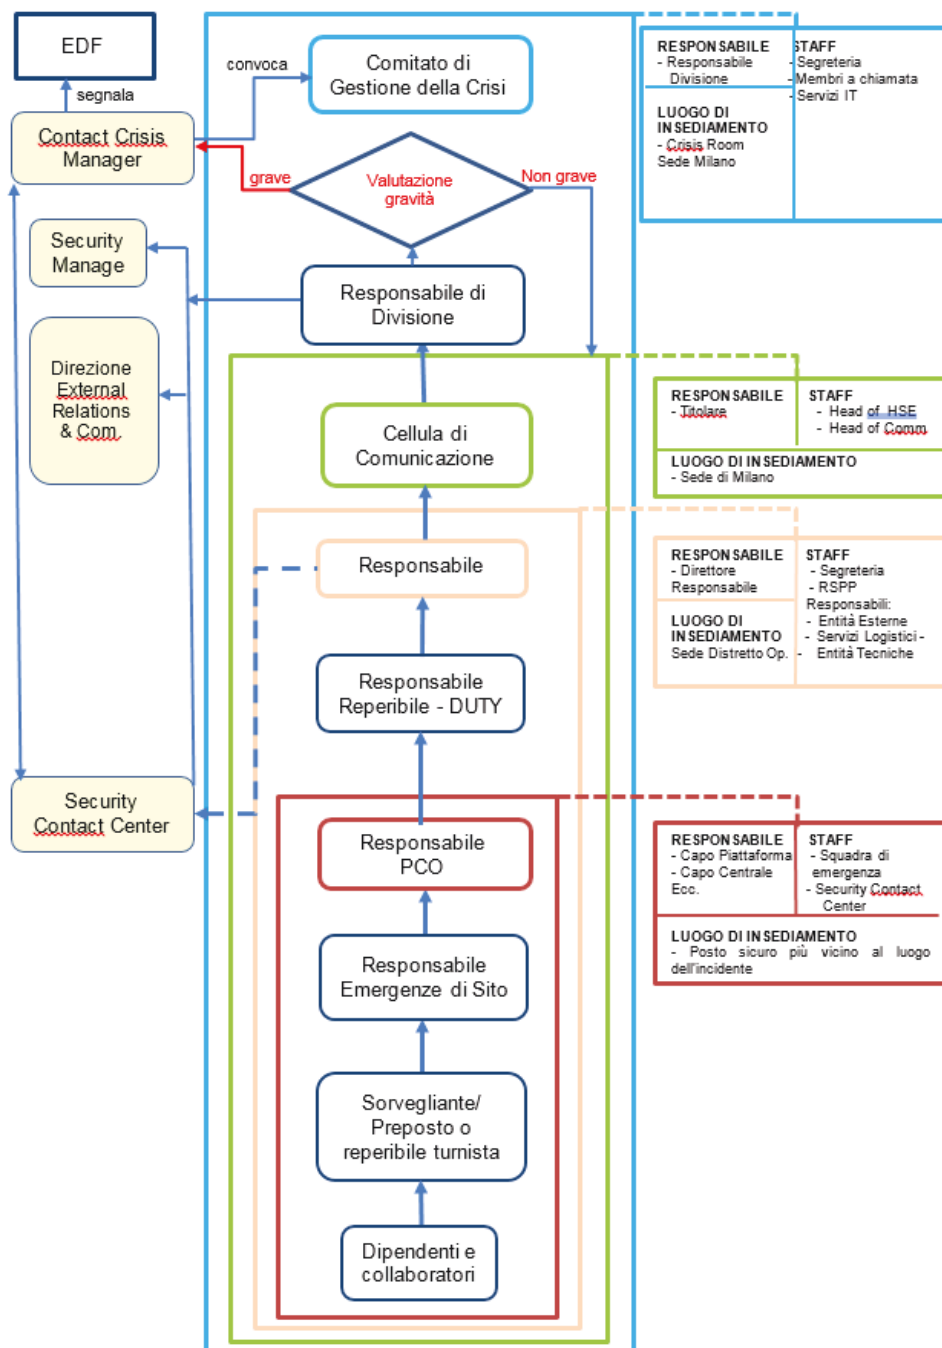 EDF
segnala
Contact Crisis
Manager
convoca
Comitato di
Gestione della Crisi
grave
Valutazione
gravità
Non grave
Security
Manage
Responsabile di
Divisione
Direzione
External
Relations
& Com.
Cellula di
Comunicazione
Responsabile
Responsabile
Reperibile - DUTY
Security
Contact Center
Responsabile
PCO
Responsabile
Emergenze di Sito
Sorvegliante/
Preposto o
reperibile turnista
Dipendenti e
collaboratori
RESPONSABILE
- Responsabile
Divisione
LUOGO DI
INSEDIAMENTO
- Crisis Room
Sede Milano
STAFF
- Segreteria
- Membri a chiamata
- Servizi IT
RESPONSABILE
- Titolare
STAFF
- Head of HSE
- Head of Comm
LUOGO DI INSEDIAMENTO
- Sede di Milano
RESPONSABILE
- Direttore
Responsabile
LUOGO DI
INSEDIAMENTO
Sede Distretto Op.
STAFF
- Segreteria
- RSPP
Responsabili:
- Entità Esterne
- Servizi Logistici -
- Entità Tecniche
RESPONSABILE
- Capo Piattaforma
- Capo Centrale
Ecc.
STAFF
- Squadra di
emergenza
- Security Contact
Center
LUOGO DI INSEDIAMENTO
- Posto sicuro più vicino al luogo
dell'incidente